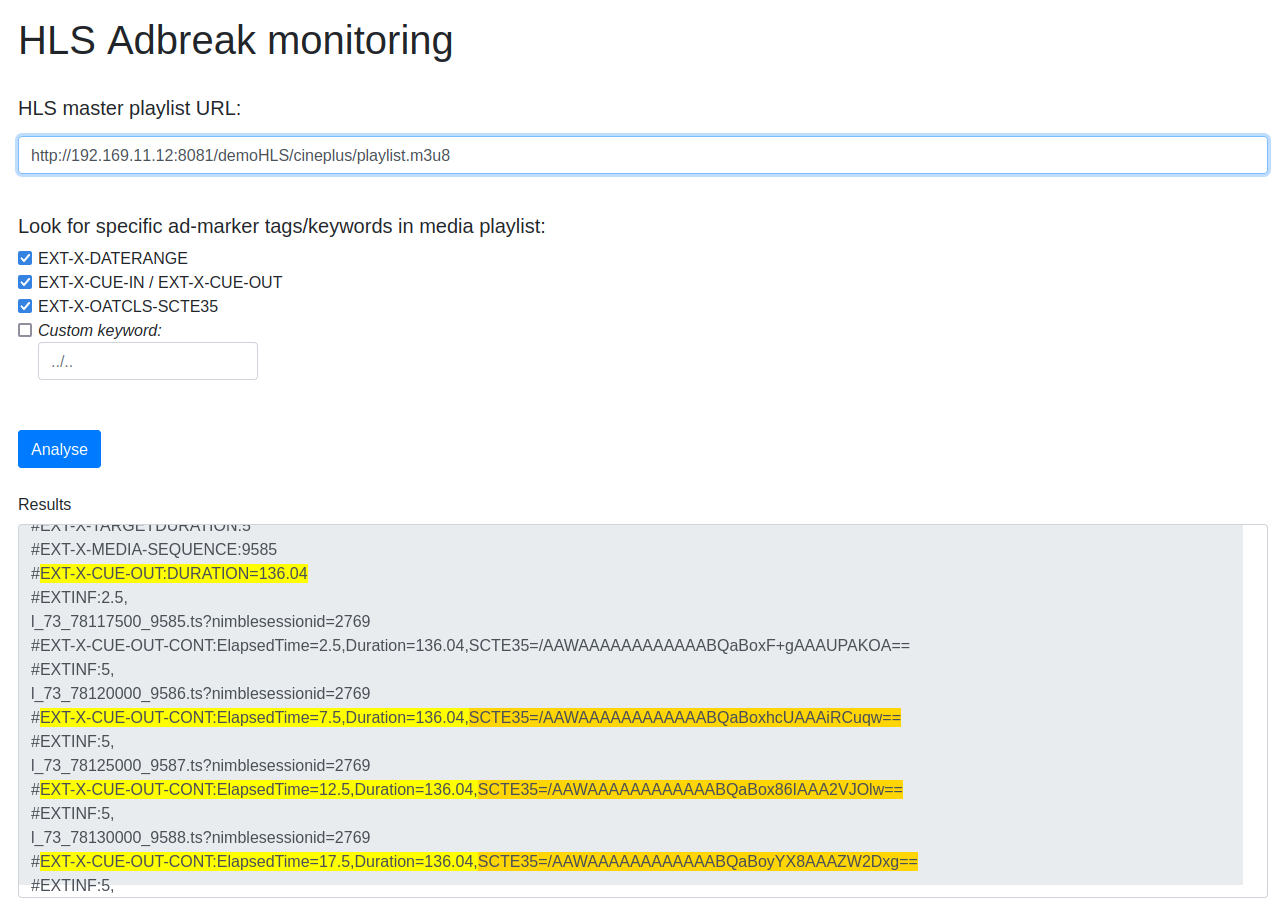 HLS Adbreak monitoring
HLS master playlist URL:
http://192.169.11.12:8081/demoHLS/cineplus/playlist.m3u8
Look for specific ad-marker tags/keywords in media playlist:
EXT-X-DATERANGE
EXT-X-CUE-IN / EXT-X-CUE-OUT
EXT-X-OATCLS-SCTE35
Custom keyword:
../..
Analyse
Results
#EXT-X-TARGETDURATION:5
#EXT-X-MEDIA-SEQUENCE:9585
#EXT-X-CUE-OUT:DURATION=136.04
#EXTINF:2.5,
l_73_78117500_9585.ts?nimblesessionid=2769
#EXT-X-CUE-OUT-CONT:ElapsedTime=2.5,Duration=136.04,SCTE35=/AAWAAAAAAAAAAAABQaBoxF+gAAAUPAKOA==
#EXTINF:5,
l_73_78120000_9586.ts?nimblesessionid=2769
#EXT-X-CUE-OUT-CONT:ElapsedTime=7.5,Duration=136.04,SCTE35=/AAWAAAAAAAAAAAABQaBoxhcUAAAiRCuqw==
#EXTINF:5,
l_73_78125000_9587.ts?nimblesessionid=2769
#EXT-X-CUE-OUT-CONT:ElapsedTime=12.5,Duration=136.04,SCTE35=/AAWAAAAAAAAAAAABQaBox86IAAA2VJOlw==
#EXTINF:5,
l_73_78130000_9588.ts?nimblesessionid=2769
#EXT-X-CUE-OUT-CONT:ElapsedTime=17.5,Duration=136.04,SCTE35=/AAWAAAAAAAAAAAABQaBoyYX8AAAZW2Dxg==
#EXTINF:5,